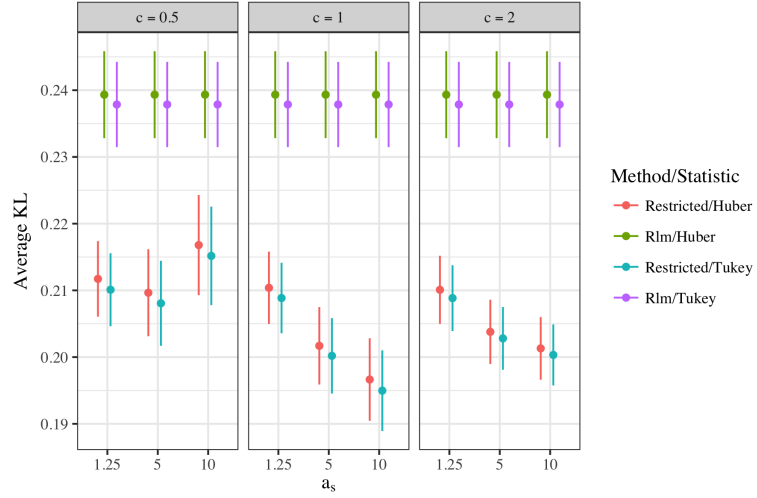 c = 0.5 c = 1 c = 2
Average KL
0.24
0.23
0.22
0.21
0.20
0.19
1.25 5 10 1.25 5 10 1.25 5 10
a_s
Method/Statistic
Restricted/Huber
Rlm/Huber
Restricted/Tukey
Rlm/Tukey